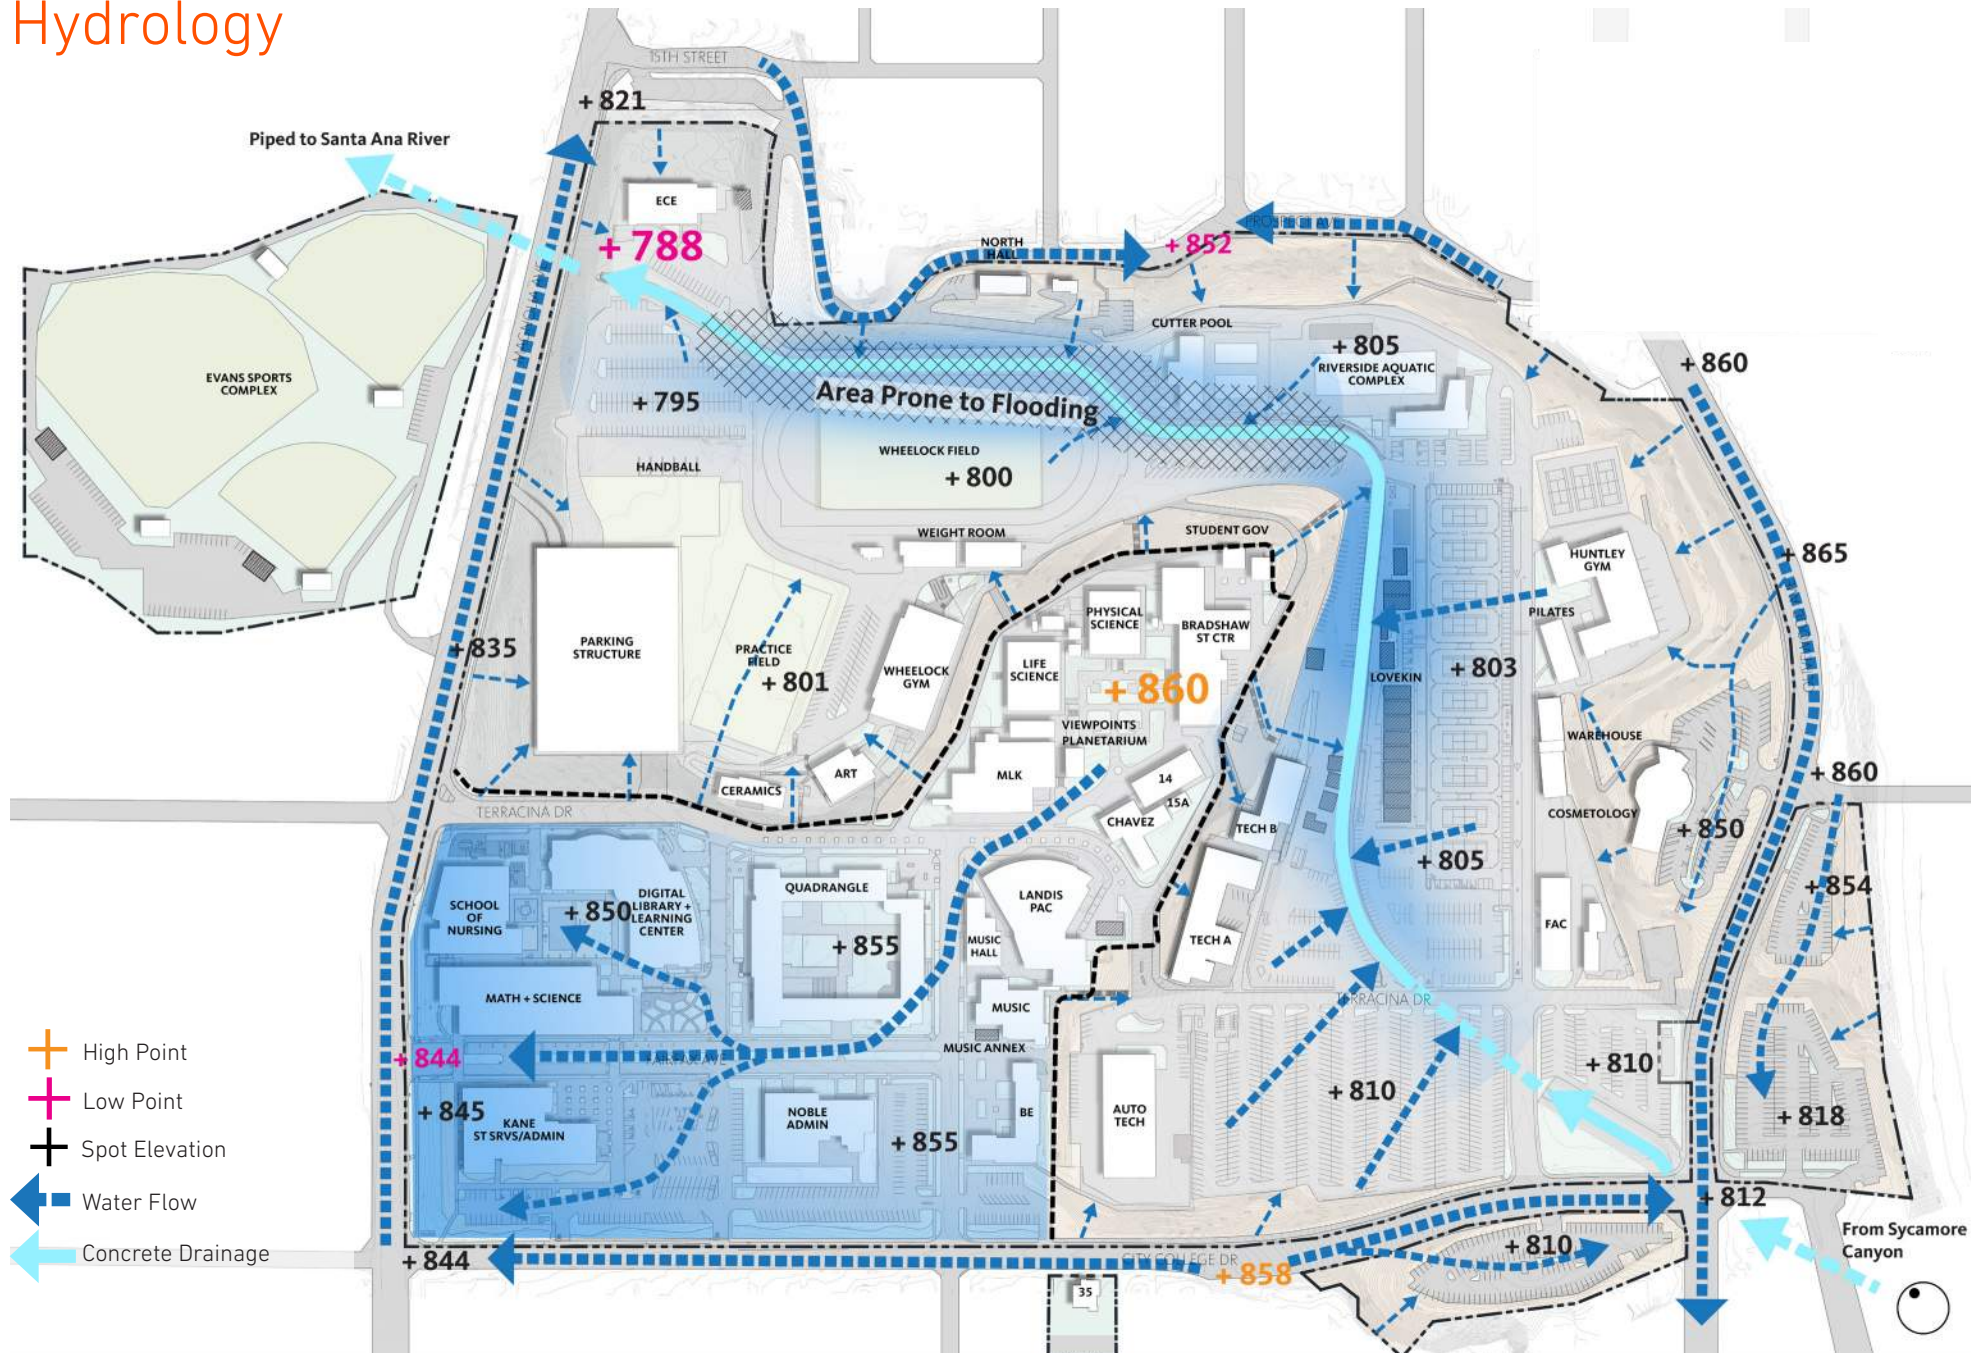 Hydrology
15TH STREET
+ 821
Piped to Santa Ana River
ECE
+ 788
NORTH
HALL
+ 852
PROSPECT AVE
CUTTER POOL
+ 805
RIVERSIDE AQUATIC
COMPLEX
+ 860
EVANS SPORTS
COMPLEX
MAGNOLIA AVE
+ 795
Area Prone to Flooding
WHEELOCK FIELD
+ 800
HANDBALL
WEIGHT ROOM
STUDENT GOV
HUNTLEY
GYM
+ 865
PHYSICAL
SCIENCE
BRADSHAW
ST CTR
PILATES
+ 835
PARKING
STRUCTURE
PRACTICE
FIELD
+ 801
WHEELOCK
GYM
LIFE
SCIENCE
+ 860
LOVEKIN
+ 803
VIEWPOINTS
PLANETARIUM
WAREHOUSE
MLK
14
15A
ART
CERAMICS
+ 860
TERRACINA DR
CHAVEZ
TECH B
COSMETOLOGY
+ 850
+ 805
+ 854
SCHOOL
OF
NURSING
+ 850
DIGITAL
LIBRARY +
LEARNING
CENTER
QUADRANGLE
+ 855
LANDIS
PAC
MUSIC
HALL
TECH A
FAC
MATH + SCIENCE
MUSIC
TERRACINA DR
MUSIC ANNEX
+ 844
FAIRFAX AVE
+ 810
+ 810
+ 845
KANE
ST SRVS/ADMIN
NOBLE
ADMIN
+ 855
BE
AUTO
TECH
+ 818
High Point
Low Point
Spot Elevation
Water Flow
Concrete Drainage
+ 812
From Sycamore
Canyon
+ 844
CITY COLLEGE DR
+ 858
+ 810
35